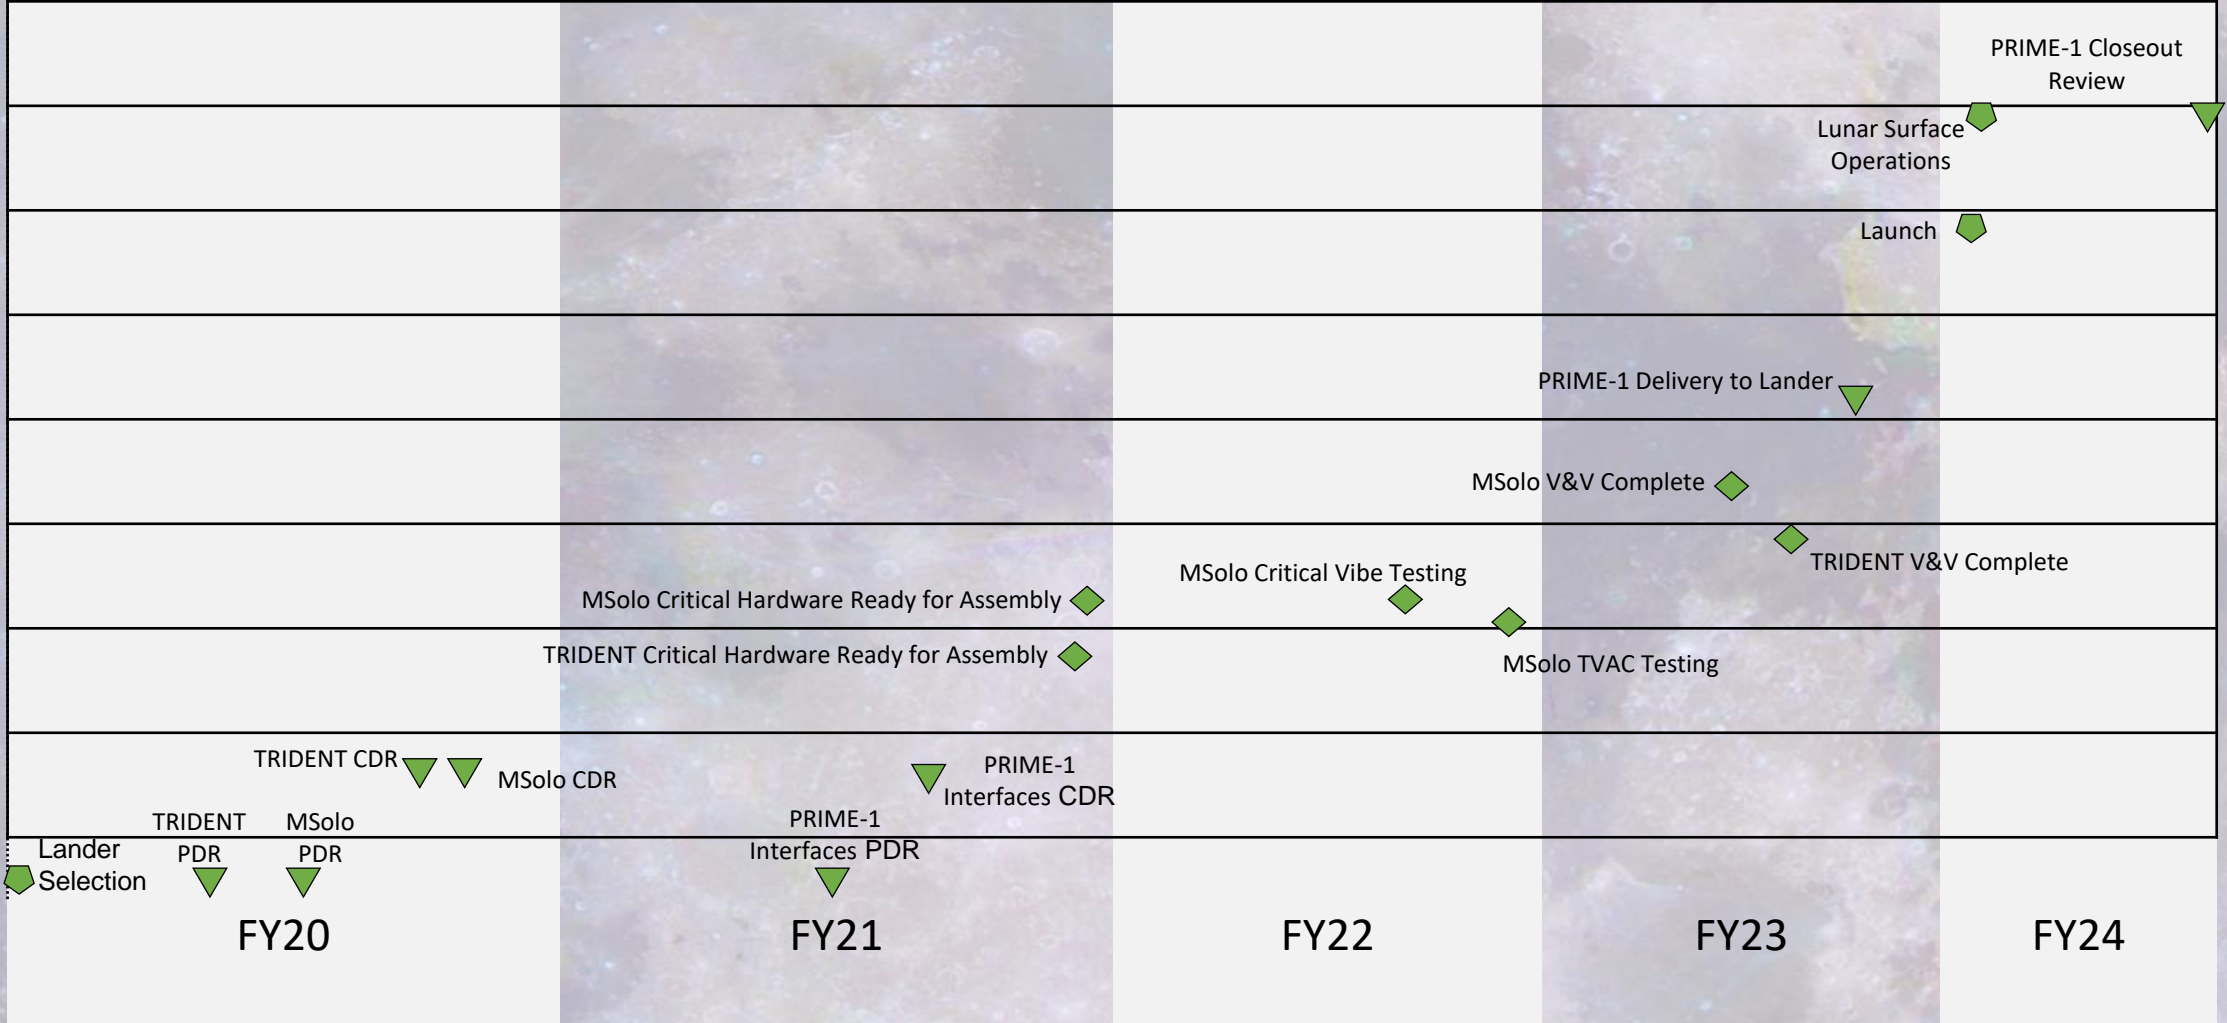 PRIME-1 Closeout
Review
Lunar Surface
Operations
Launch
PRIME-1 Delivery to Lander
MSolo V&V Complete
TRIDENT V&V Complete
MSolo Critical Vibe Testing
MSolo Critical Hardware Ready for Assembly
TRIDENT Critical Hardware Ready for Assembly
MSolo TVAC Testing
TRIDENT CDR
MSolo CDR
PRIME-1
Interfaces CDR
TRIDENT
PDR
MSolo
PDR
PRIME-1
Interfaces PDR
Lander
Selection
FY20
FY21
FY22
FY23
FY24